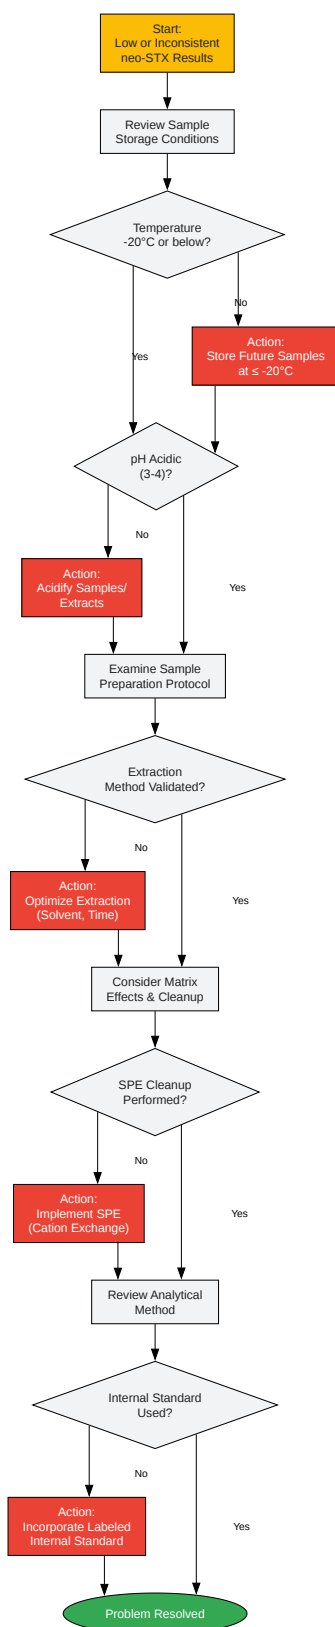 Start:
Low or Inconsistent
neo-STX Results
Review Sample
Storage Conditions
Temperature
-20°C or below?
No
Action:
Store Future Samples
at ≤ -20°C
Yes
pH Acidic
(3-4)?
No
Action:
Acidify Samples/
Extracts
Yes
Examine Sample
Preparation Protocol
Extraction
Method Validated?
No
Action:
Optimize Extraction
(Solvent, Time)
Yes
Consider Matrix
Effects & Cleanup
SPE Cleanup
Performed?
No
Action:
Implement SPE
(Cation Exchange)
Yes
Review Analytical
Method
Internal Standard
Used?
No
Action:
Incorporate Labeled
Internal Standard
Yes
Problem Resolved